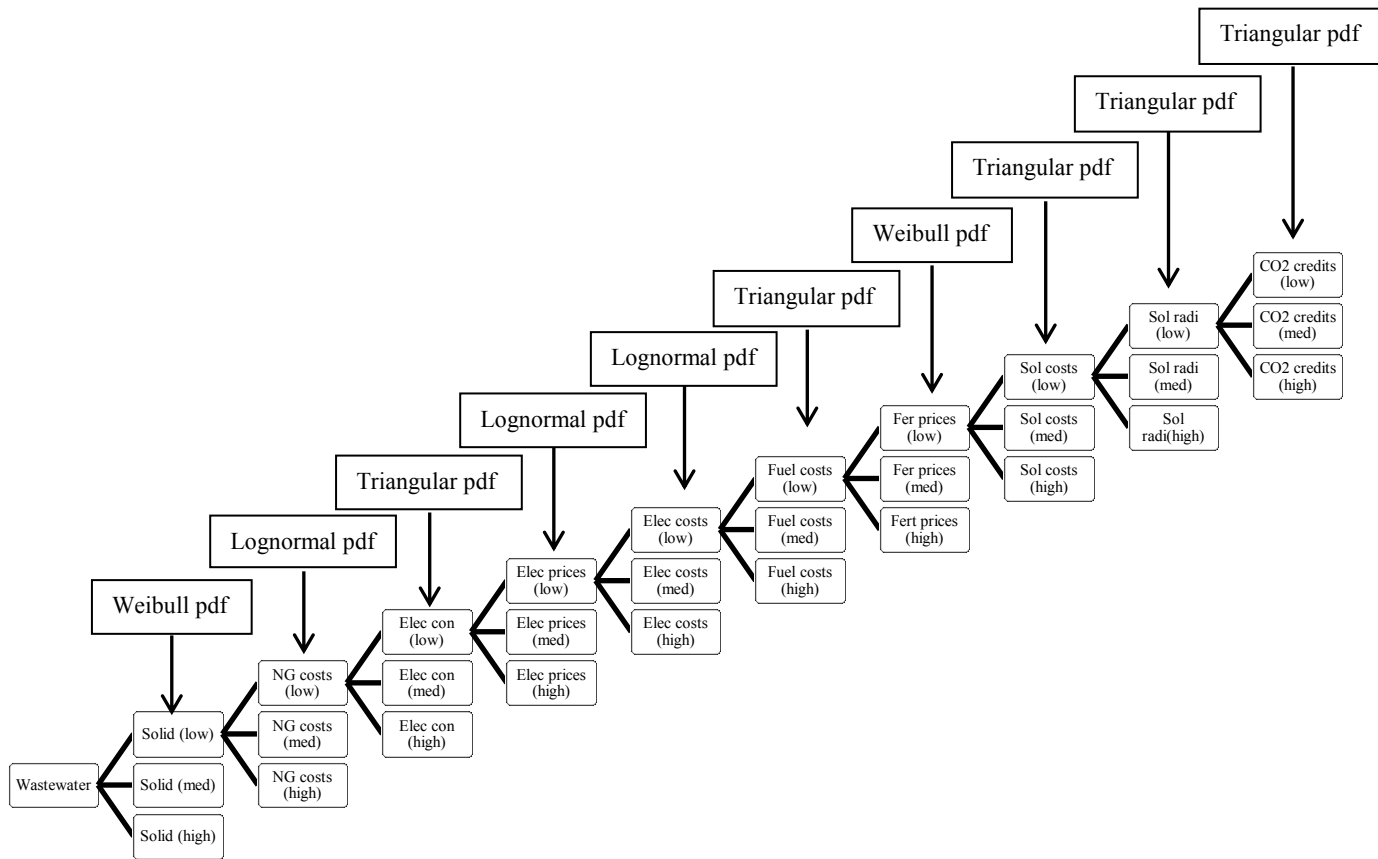 Triangular pdf
Triangular pdf
Triangular pdf
Weibull pdf
Triangular pdf
Lognormal pdf
Lognormal pdf
Triangular pdf
Lognormal pdf
Weibull pdf
CO2 credits
(low)
CO2 credits
(med)
CO2 credits
(high)
Sol radi
(low)
Sol radi
(med)
Sol
radi(high)
Sol costs
(low)
Sol costs
(med)
Sol costs
(high)
Fer prices
(low)
Fer prices
(med)
Fert prices
(high)
Fuel costs
(low)
Fuel costs
(med)
Fuel costs
(high)
Elec costs
(low)
Elec costs
(med)
Elec costs
(high)
Elec prices
(low)
Elec prices
(med)
Elec prices
(high)
Elec con
(low)
Elec con
(med)
Elec con
(high)
NG costs
(low)
NG costs
(med)
NG costs
(high)
Solid (low)
Solid (med)
Solid (high)
Wastewater